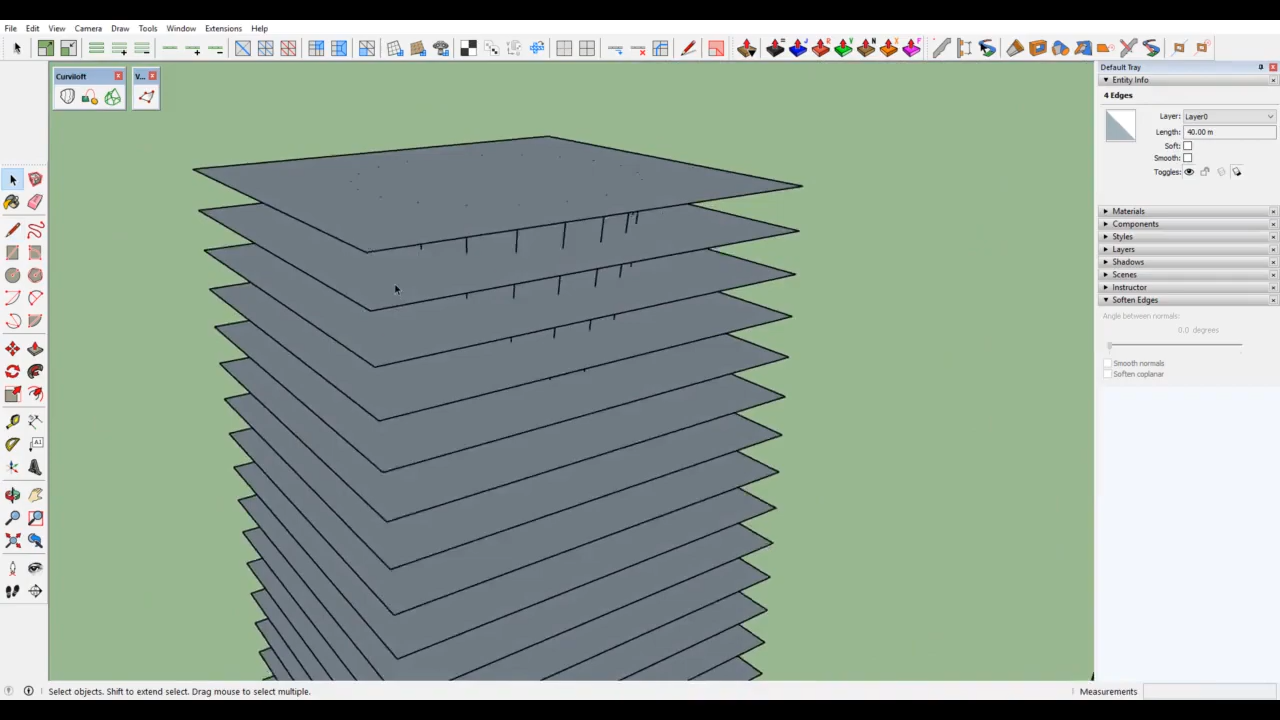 File Edit View Camera Draw Tools Window Extensions Help
Curviloft
V...
Default Tray
Entity Info
4 Edges
Layer: Layer0
Length: 40.00 m
Soft:
Smooth:
Toggles:
Materials
Components
Styles
Layers
Shadows
Scenes
Instructor
Soften Edges
Angle between normals:
0.0 degrees
Smooth normals
Soften coplanar
Select objects. Shift to extend select. Drag mouse to select multiple.
Measurements